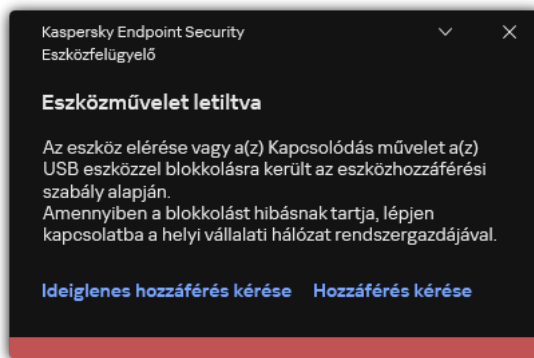 Kaspersky Endpoint Security
Eszközfelügyelő
Eszközművelet letiltva
Az eszköz elérése vagy a(z) Kapcsolódás művelet a(z)
USB eszközzel blokkolásra került az eszközhozzáférési
szabály alapján.
Amennyiben a blokkolást hibásnak tartja, lépjen
kapcsolatba a helyi vállalati hálózat rendszergazdájával.
Ideiglenes hozzáférés kérése Hozzáférés kérése